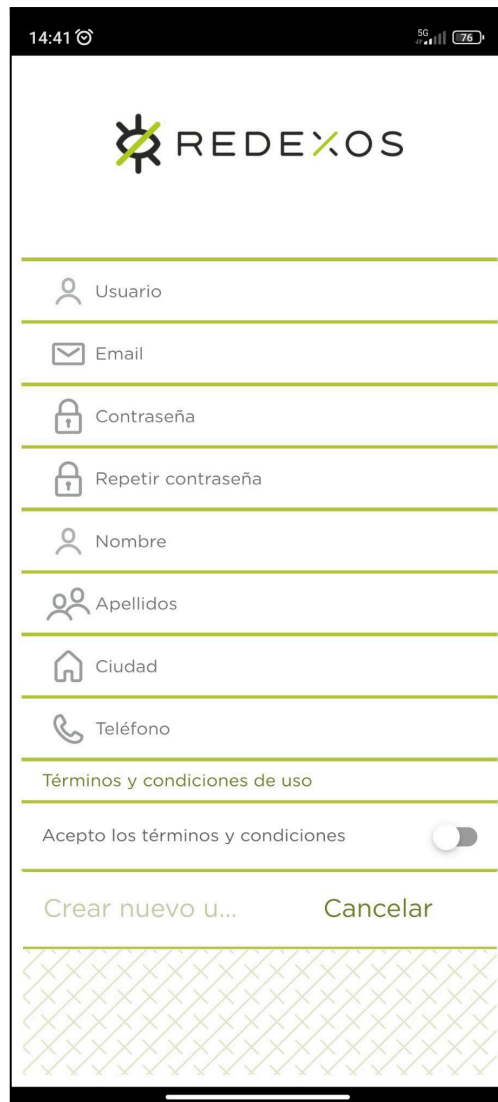 14:41
5G
76
REDEXOS
Usuario
Email
Contraseña
Repetir contraseña
Nombre
Apellidos
Ciudad
Teléfono
Términos y condiciones de uso
Acepto los términos y condiciones
Crear nuevo u... Cancelar